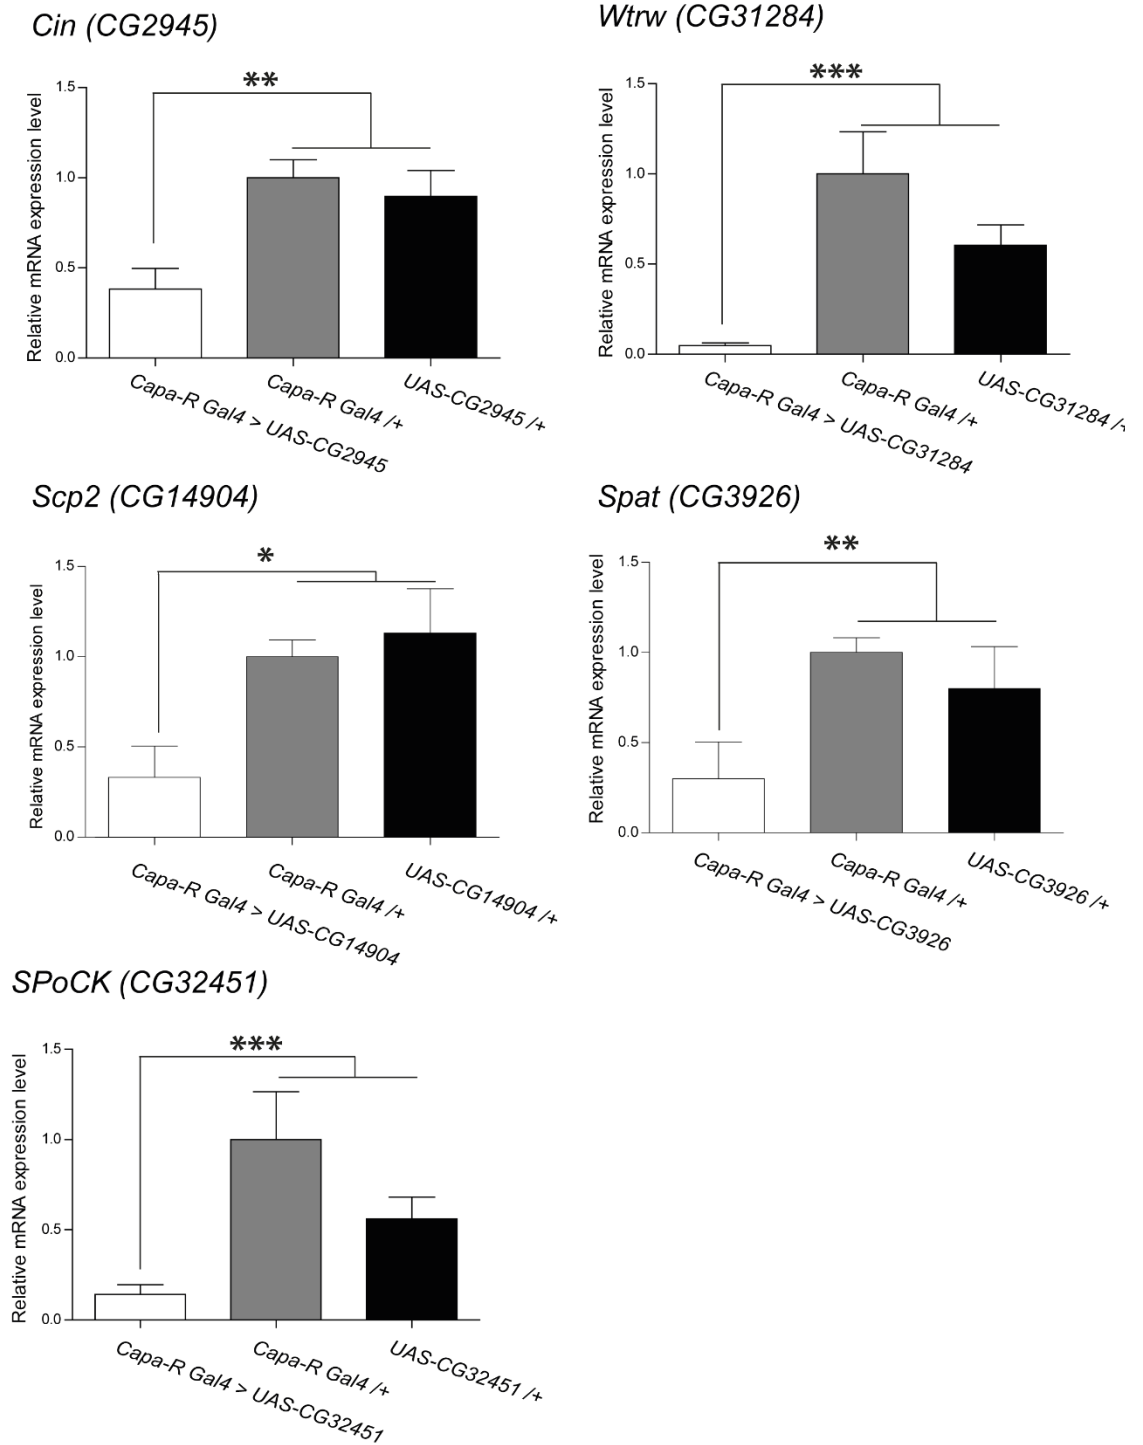 Cin (CG2945)
**
Relative mRNA expression level
1.5
1.0
0.5
0.0
Capa-R Gal4 > UAS-CG2945
Capa-R Gal4 /+
UAS-CG2945 /+
Wtrw (CG31284)
***
Relative mRNA expression level
1.5
1.0
0.5
0.0
Capa-R Gal4 > UAS-CG31284
Capa-R Gal4 /+
UAS-CG31284 /+
Scp2 (CG14904)
*
Relative mRNA expression level
1.5
1.0
0.5
0.0
Capa-R Gal4 > UAS-CG14904
Capa-R Gal4 /+
UAS-CG14904 /+
Spat (CG3926)
**
Relative mRNA expression level
1.5
1.0
0.5
0.0
Capa-R Gal4 > UAS-CG3926
Capa-R Gal4 /+
UAS-CG3926 /+
SPoCK (CG32451)
***
Relative mRNA expression level
1.5
1.0
0.5
0.0
Capa-R Gal4 > UAS-CG32451
Capa-R Gal4 /+
UAS-CG32451 /+